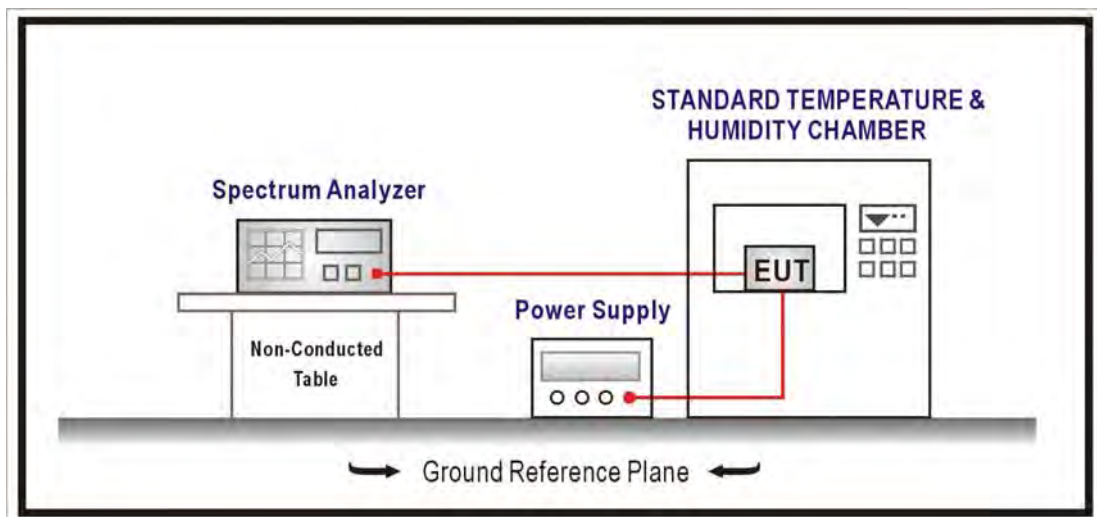 STANDARD TEMPERATURE &
HUMIDITY CHAMBER
Spectrum Analyzer
EUT
Power Supply
Non-Conducted
Table
Ground Reference Plane